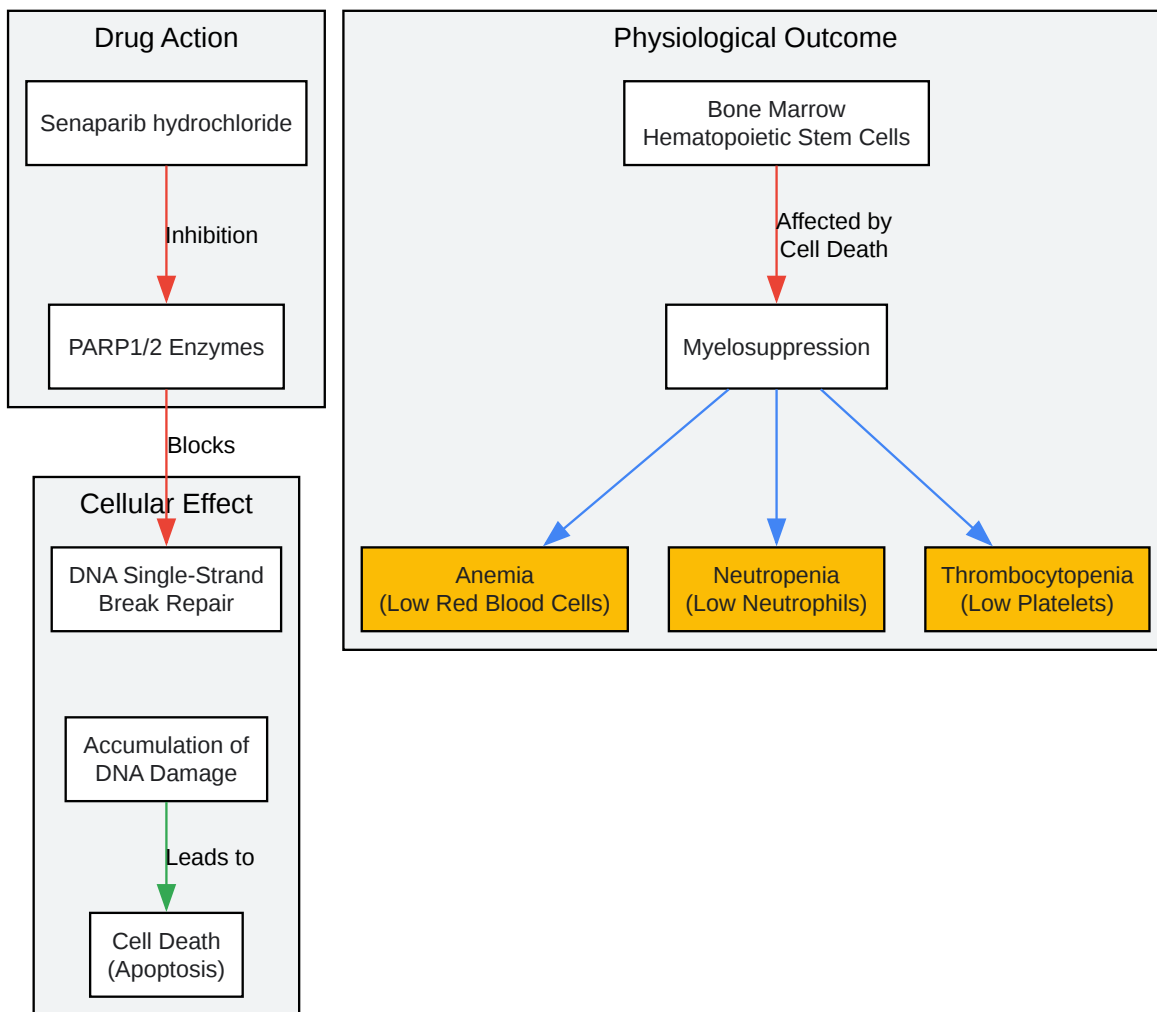 Drug Action
Senaparib hydrochloride
Inhibition
PARP1/2 Enzymes
Blocks
Cellular Effect
DNA Single-Strand
Break Repair
Accumulation of
DNA Damage
Leads to
Cell Death
(Apoptosis)
Physiological Outcome
Bone Marrow
Hematopoietic Stem Cells
Affected by
Cell Death
Myelosuppression
Anemia
(Low Red Blood Cells)
Neutropenia
(Low Neutrophils)
Thrombocytopenia
(Low Platelets)